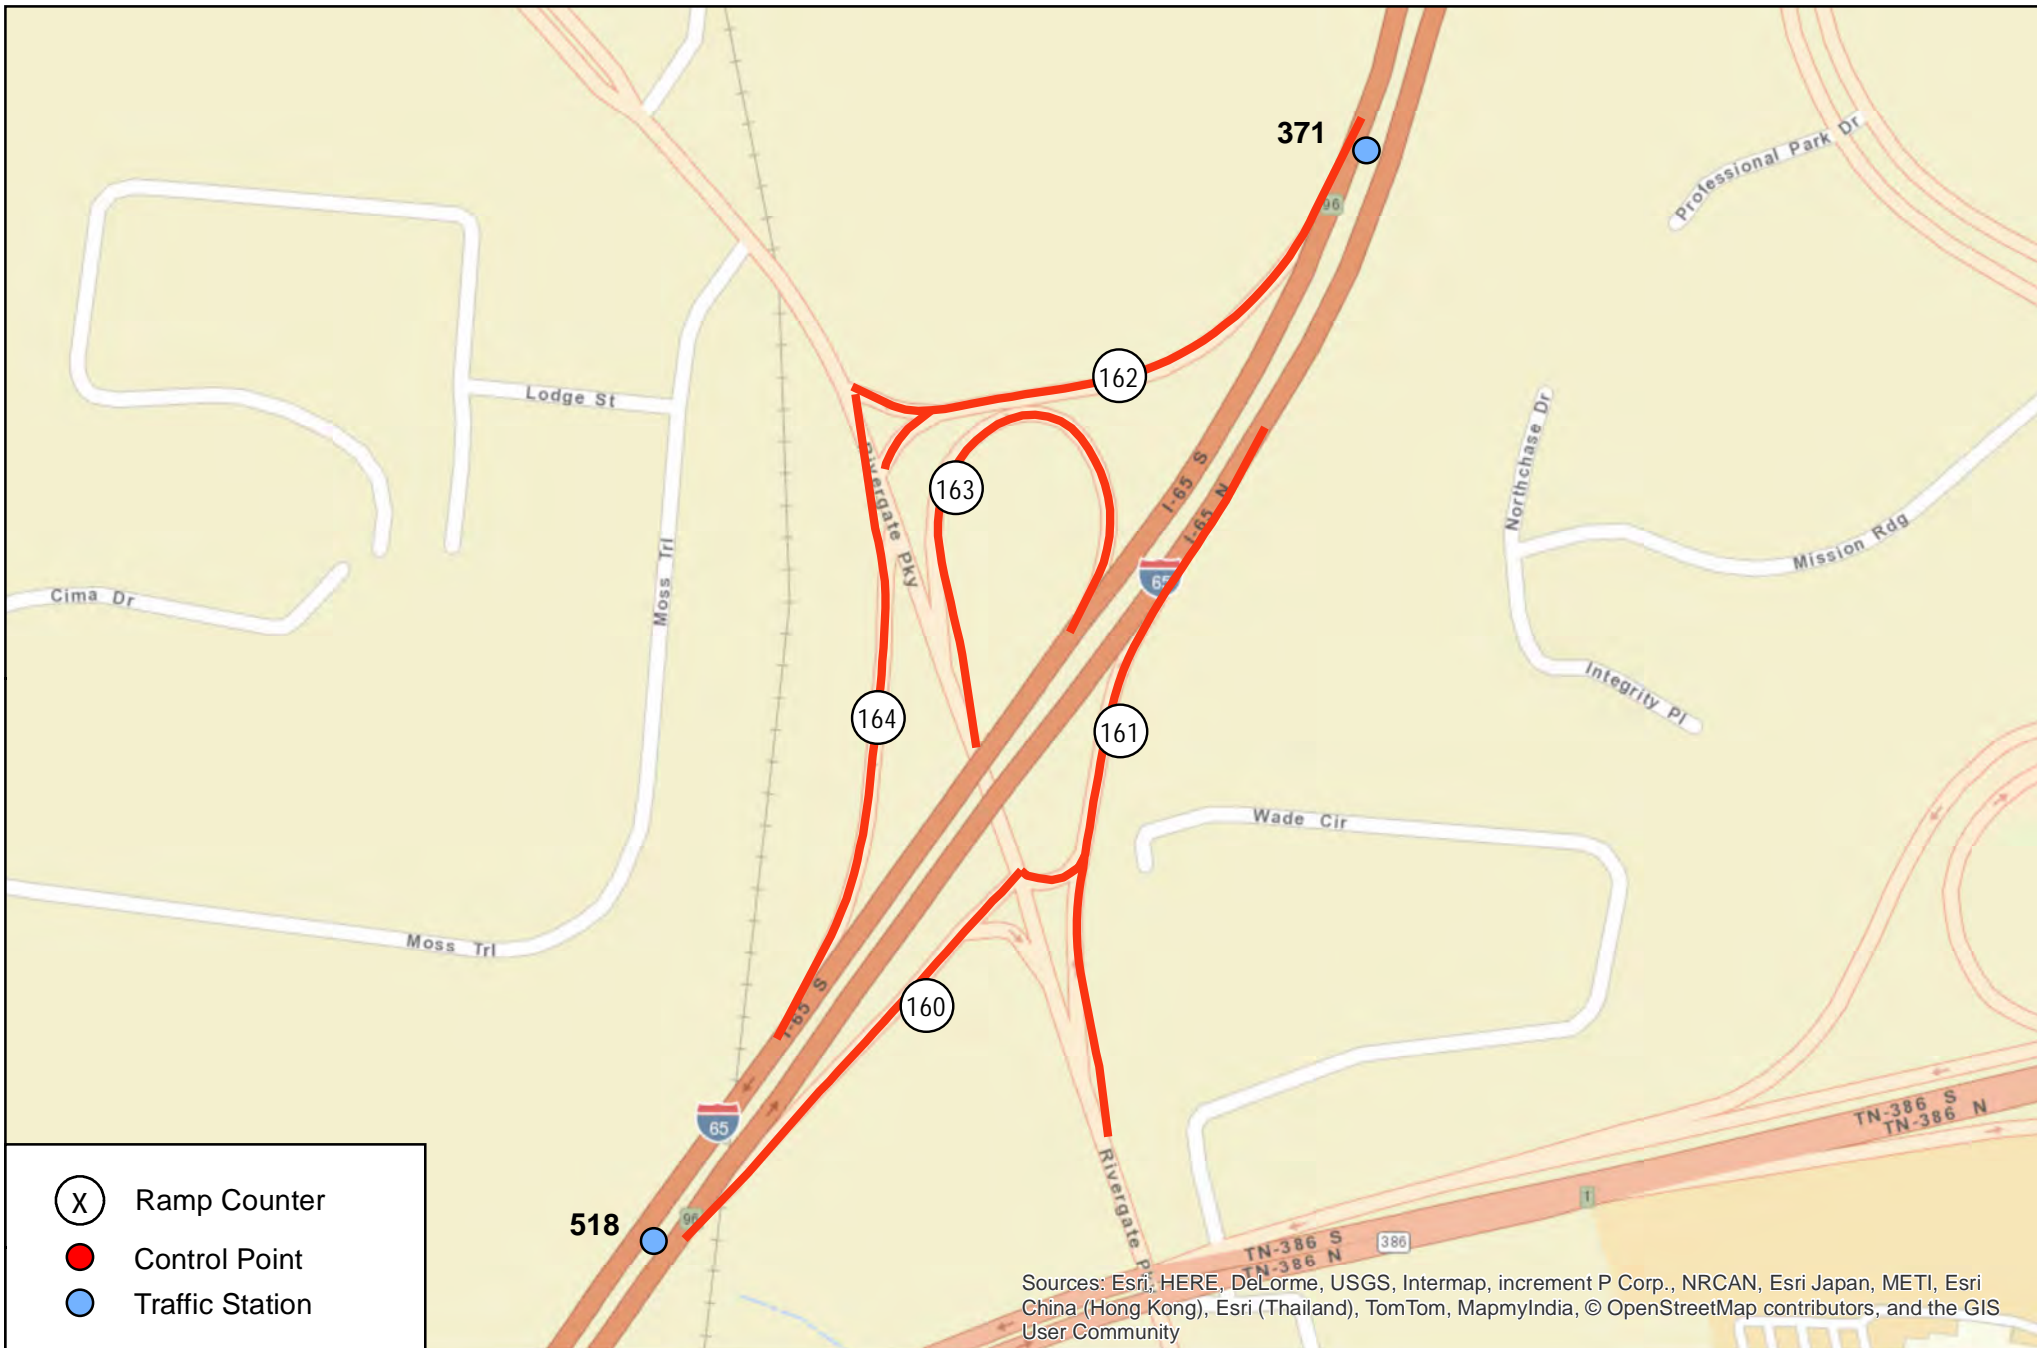 371
Professional Park Dr
96
162
Lodge St
Northchase Dr
Rivergate Pky
163
I-65 S
I-65 N
65
Mission Rdg
Moss Trl
Cima Dr
Integrity Pl
164
161
Wade Cir
Moss Trl
I-65 S
160
65
TN-386 S
TN-386 N
Rivergate
518
96
1
386
TN-386 S
TN-386 N
X Ramp Counter
Control Point
Traffic Station
Sources: Esri, HERE, DeLorme, USGS, Intermap, increment P Corp., NRCAN, Esri Japan, METI, Esri
China (Hong Kong), Esri (Thailand), TomTom, MapmyIndia, © OpenStreetMap contributors, and the GIS
User Community